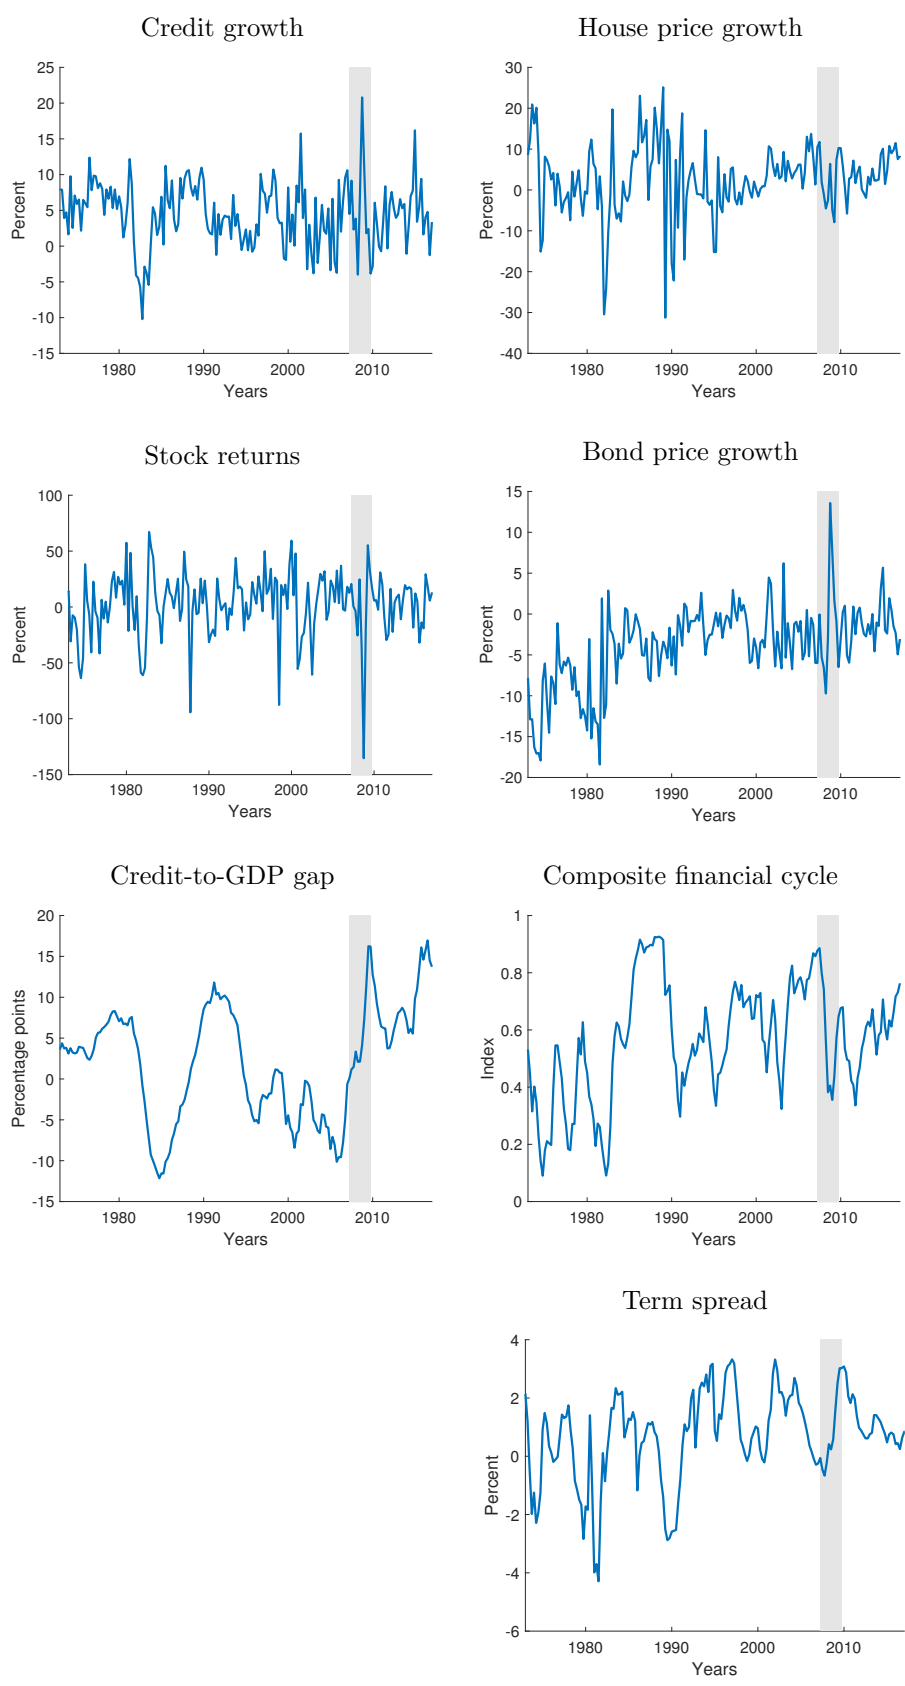 Credit growth
25
20
15
10
5
0
-5
-10
-15
Percent
1980 1990 2000 2010
Years
House price growth
30
20
10
0
-10
-20
-30
-40
Percent
1980 1990 2000 2010
Years
Stock returns
100
50
0
-50
-100
-150
Percent
1980 1990 2000 2010
Years
Bond price growth
15
10
5
0
-5
-10
-15
-20
Percent
1980 1990 2000 2010
Years
Credit-to-GDP gap
20
15
10
5
0
-5
-10
-15
Percentage points
1980 1990 2000 2010
Years
Composite financial cycle
1
0.8
0.6
0.4
0.2
0
Index
1980 1990 2000 2010
Years
Term spread
4
2
0
-2
-4
-6
Percent
1980 1990 2000 2010
Years